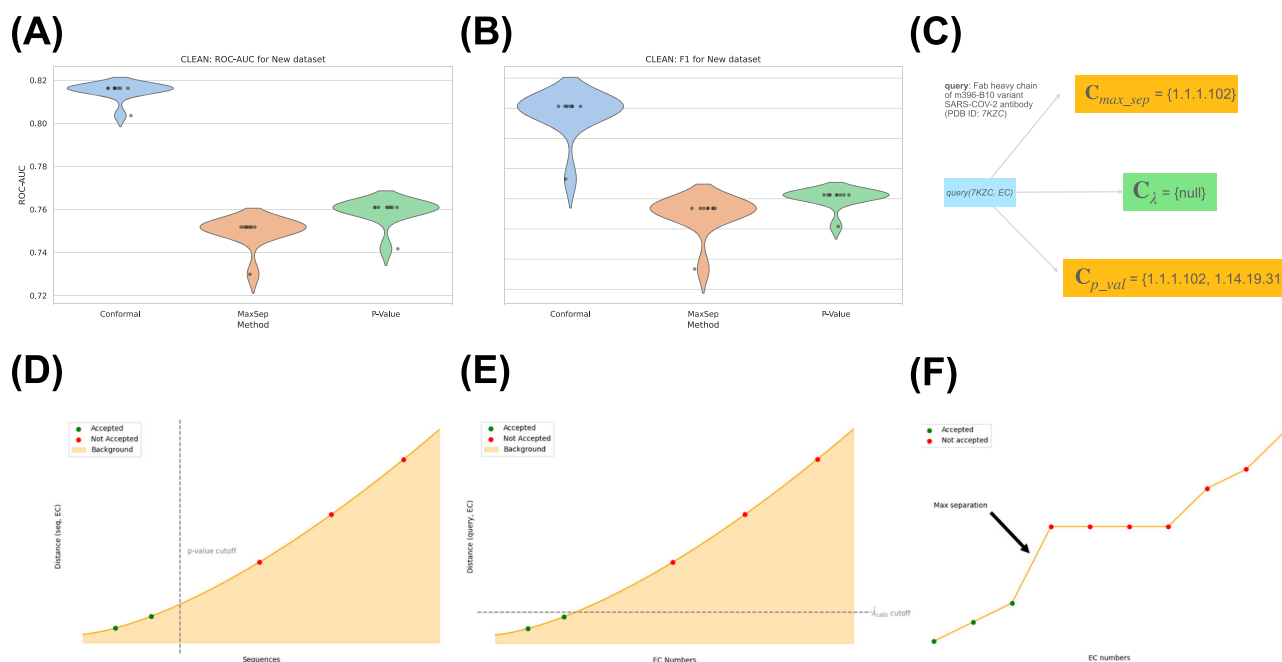 (A)
CLEAN: ROC-AUC for New dataset
ROC-AUC
0.82
0.80
0.78
0.76
0.74
0.72
Conformal
MaxSep
P-Value
Method
(B)
CLEAN: F1 for New dataset
Conformal
MaxSep
P-Value
Method
(C)
query: Fab heavy chain
of m396-B10 variant
SARS-COV-2 antibody
(PDB ID: 7KZC)
query(7KZC, EC)
C_max_sep = {1.1.1.102}
C_λ̂ = {null}
C_p_val = {1.1.1.102, 1.14.19.31
(D)
Accepted
Not Accepted
Background
Distance (seq, EC)
p-value cutoff
Sequences
(E)
Accepted
Not Accepted
Background
Distance (query, EC)
λ̂_calib cutoff
EC Numbers
(F)
Accepted
Not accepted
Max separation
EC numbers